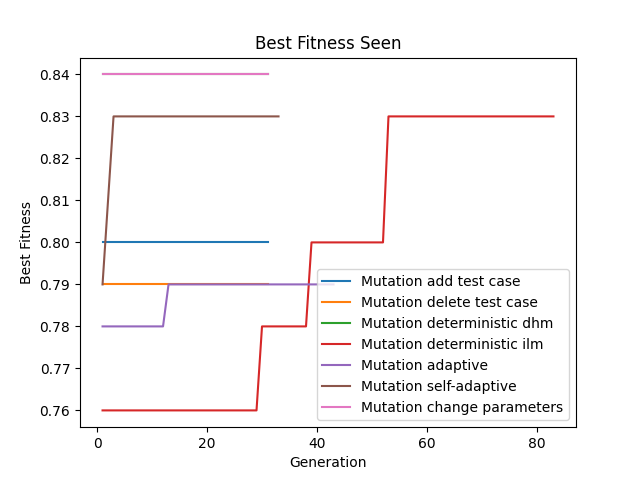 Best Fitness Seen
Best Fitness
0.84
0.83
0.82
0.81
0.80
0.79
0.78
0.77
0.76
0
20
40
60
80
Generation
Mutation add test case
Mutation delete test case
Mutation deterministic dhm
Mutation deterministic ilm
Mutation adaptive
Mutation self-adaptive
Mutation change parameters